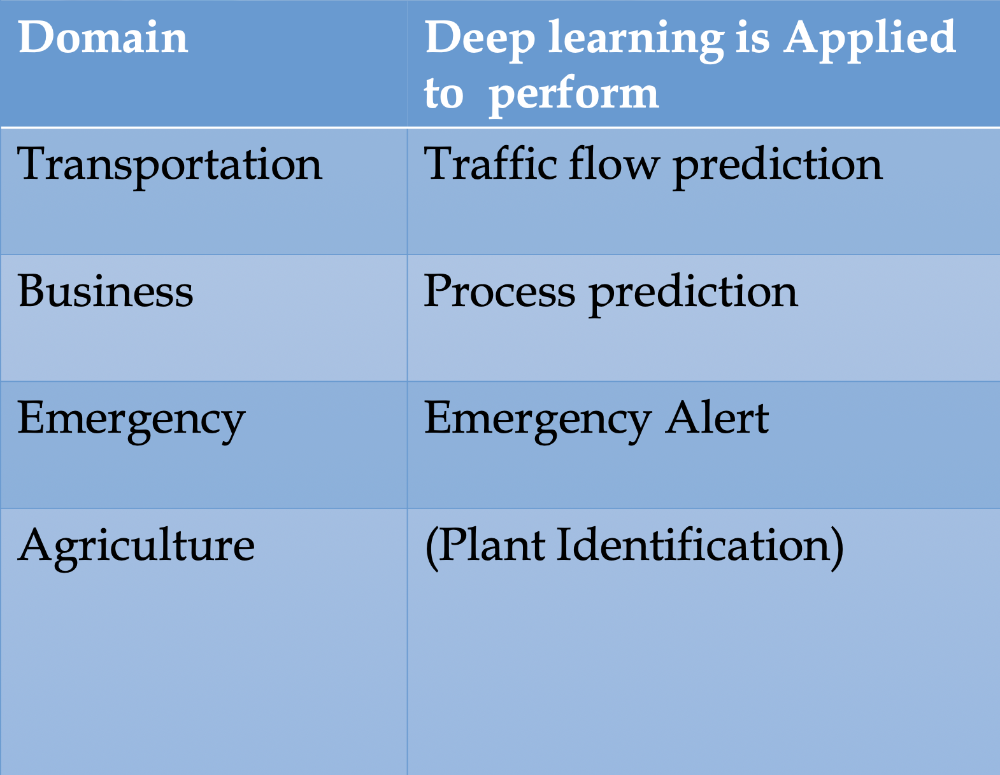 Domain
Deep learning is Applied
to  perform
Transportation
Traffic flow prediction
Business
Process prediction
Emergency
Emergency Alert
Agriculture
(Plant Identification)